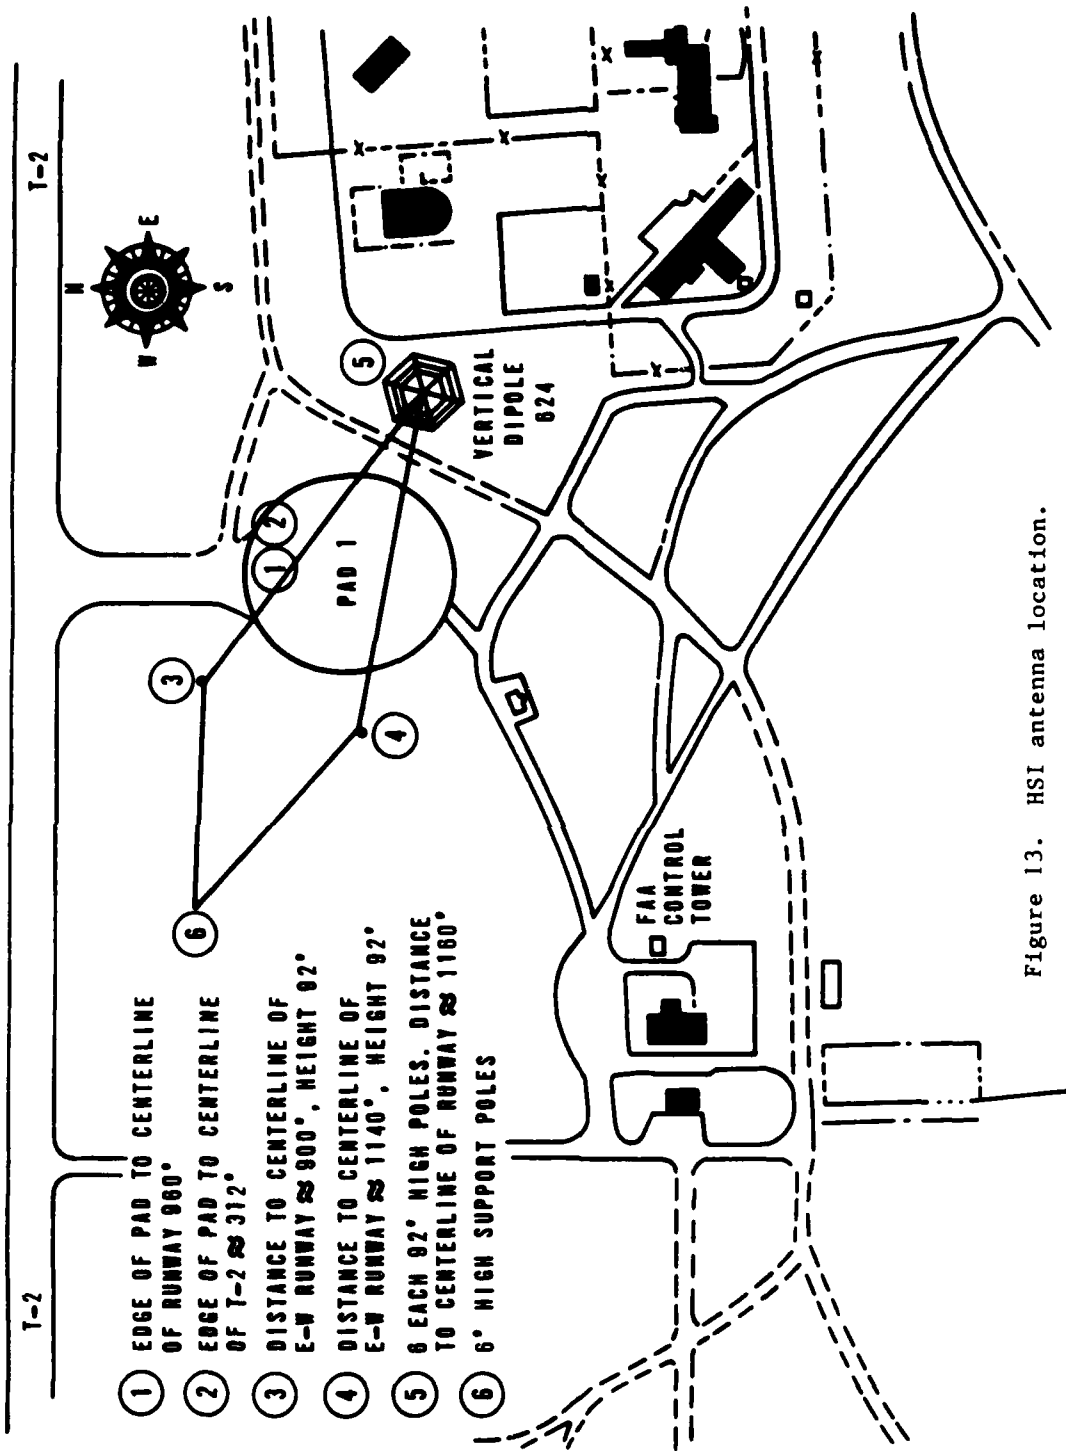 T-2
T-2
N
W
E
S
1
2
3
4
5
6
PAD 1
VERTICAL
DIPOLE
624
FAA
CONTROL
TOWER
1 EDGE OF PAD TO CENTERLINE
OF RUNWAY 960°
2 EDGE OF PAD TO CENTERLINE
OF T-2 ≈ 312°
3 DISTANCE TO CENTERLINE OF
E-W RUNWAY ≈ 900°, HEIGHT 92°
4 DISTANCE TO CENTERLINE OF
E-W RUNWAY ≈ 1140°, HEIGHT 92°
5 6 EACH 92° HIGH POLES. DISTANCE
TO CENTERLINE OF RUNWAY ≈ 1160°
6 6° HIGH SUPPORT POLES
Figure 13. HSI antenna location.